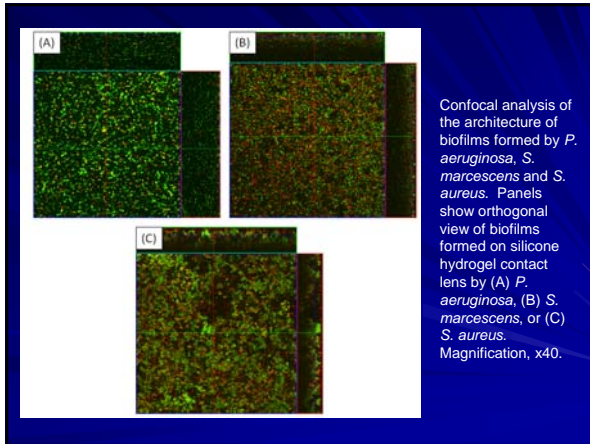 (A)
(B)
(C)
Confocal analysis of
the architecture of
biofilms formed by P.
aeruginosa, S.
marcescens and S.
aureus. Panels
show orthogonal
view of biofilms
formed on silicone
hydrogel contact
lens by (A) P.
aeruginosa, (B) S.
marcescens, or (C)
S. aureus.
Magnification, x40.